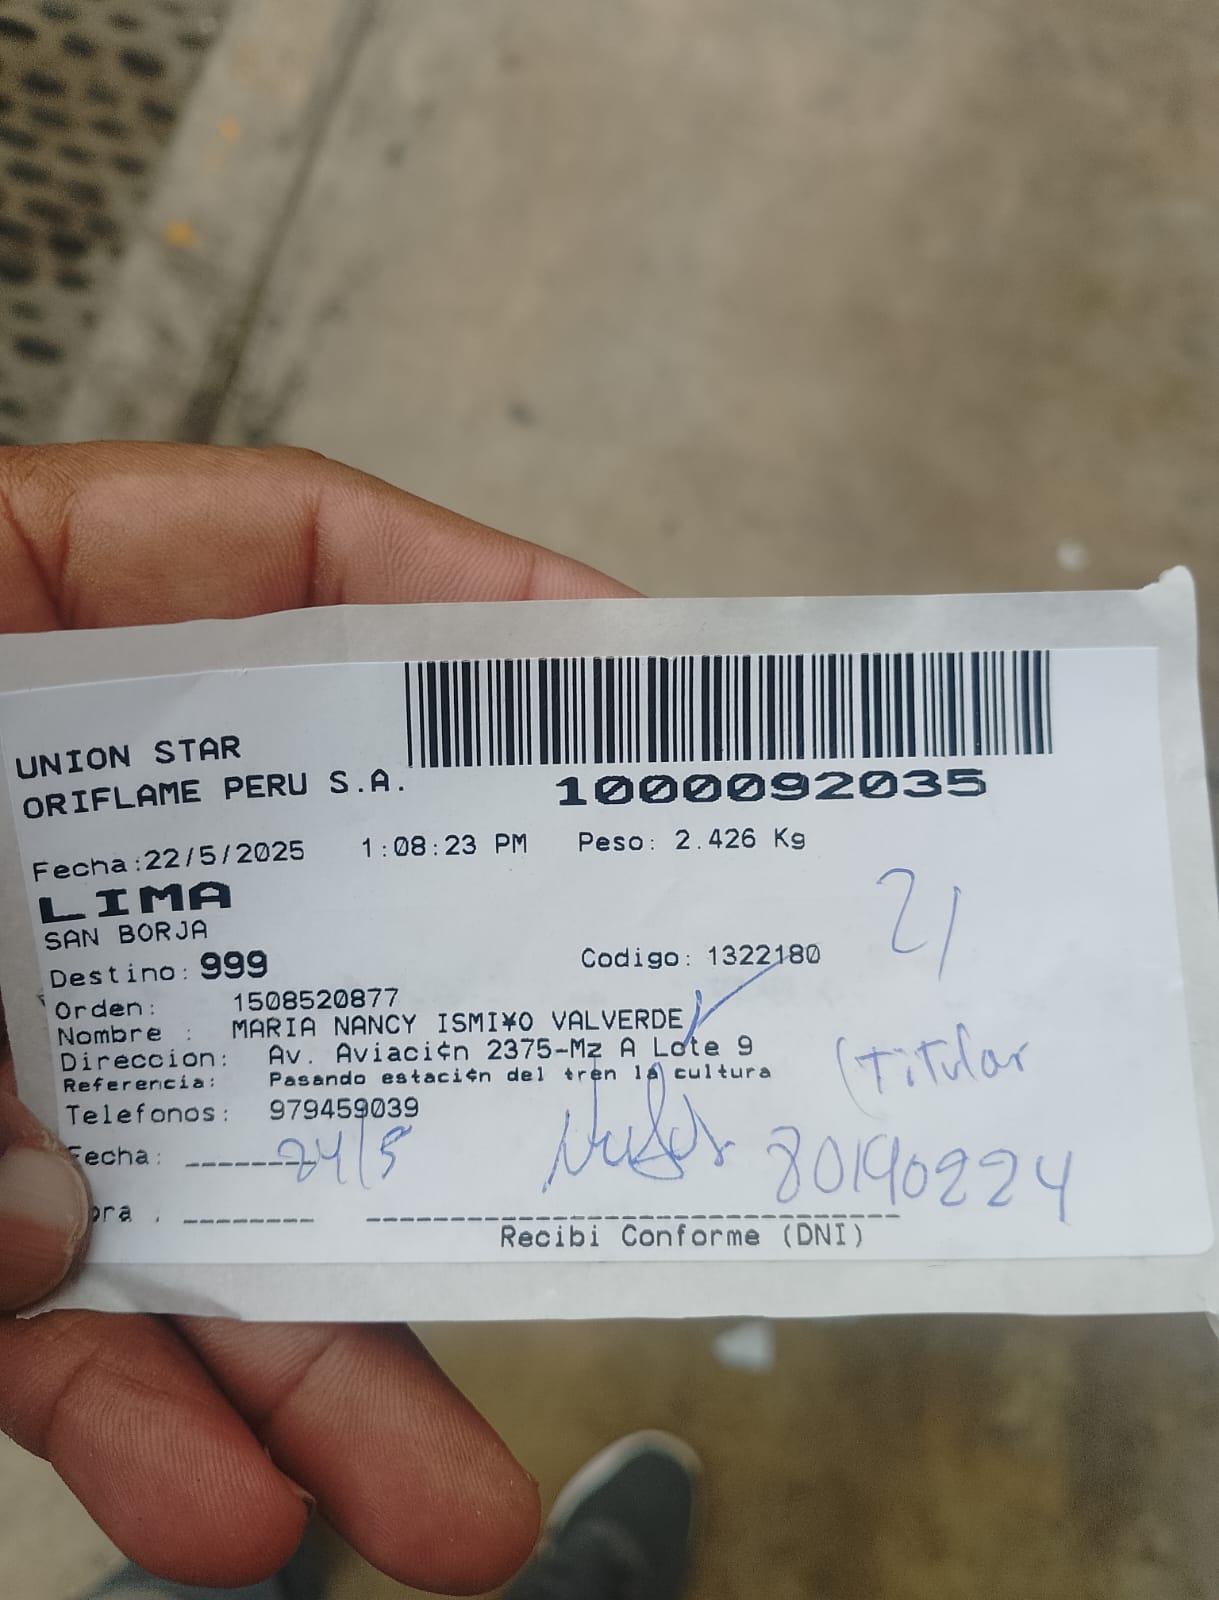 UNION STAR
ORIFLAME PERU S.A.
1000092035
Fecha:22/5/2025 1:08:23 PM Peso: 2.426 Kg
LIMA
SAN BORJA
21
Destino: 999 Codigo: 1322180
Orden: 1508520877
Nombre : MARIA NANCY ISMI¥O VALVERDE
Direccion: Av. Aviaci¢n 2375-Mz A Lote 9
(Titular
Referencia: Pasando estaci¢n del tren la cultura
Telefonos: 979459039
Fecha: 24/5
80190224
ora :
Recibi Conforme (DNI)